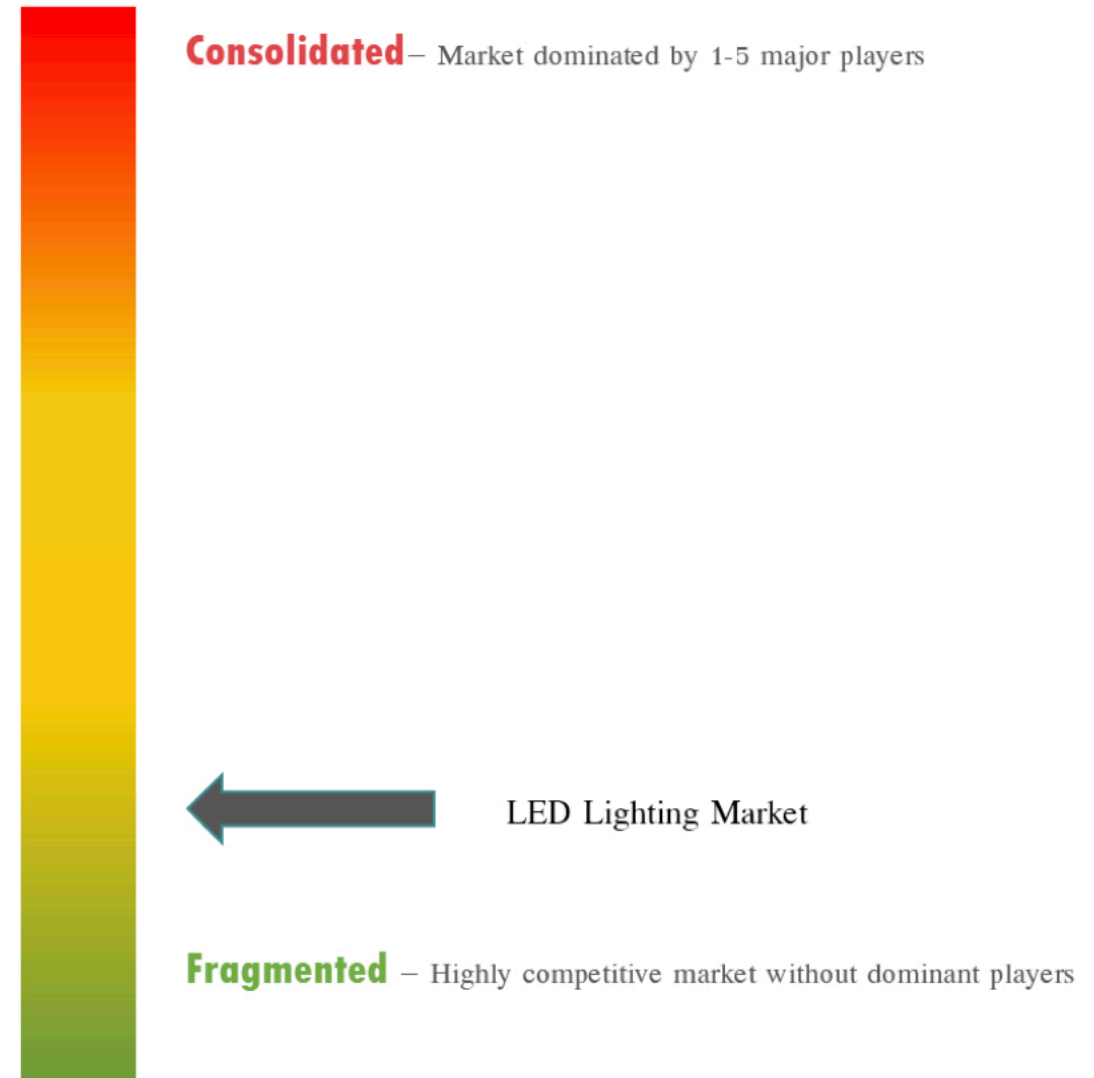 Consolidated – Market dominated by 1-5 major players
LED Lighting Market
Fragmented – Highly competitive market without dominant players